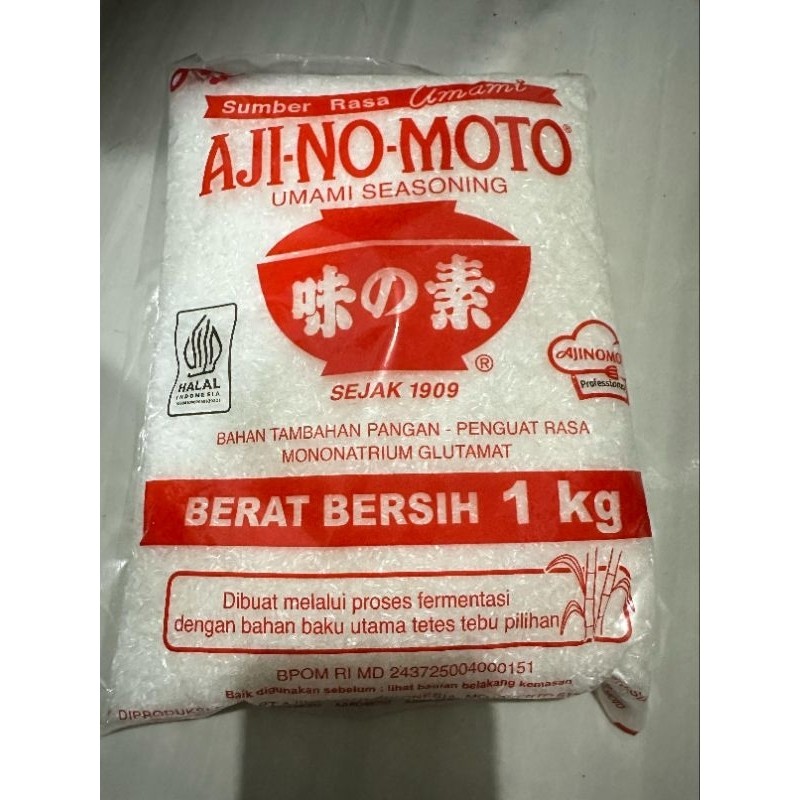 Sumber Rasa Umami
AJI-NO-MOTO®
UMAMI SEASONING
味の素
®
SEJAK 1909
HALAL
INDONESIA
AJINOMO
Professional
BAHAN TAMBAHAN PANGAN - PENGUAT RASA
MONONATRIUM GLUTAMAT
BERAT BERSIH 1 kg
Dibuat melalui proses fermentasi
dengan bahan baku utama tetes tebu pilihan
BPOM RI MD 243725004000151
Baik digunakan sebelum : lihat bagian belakang kemasan